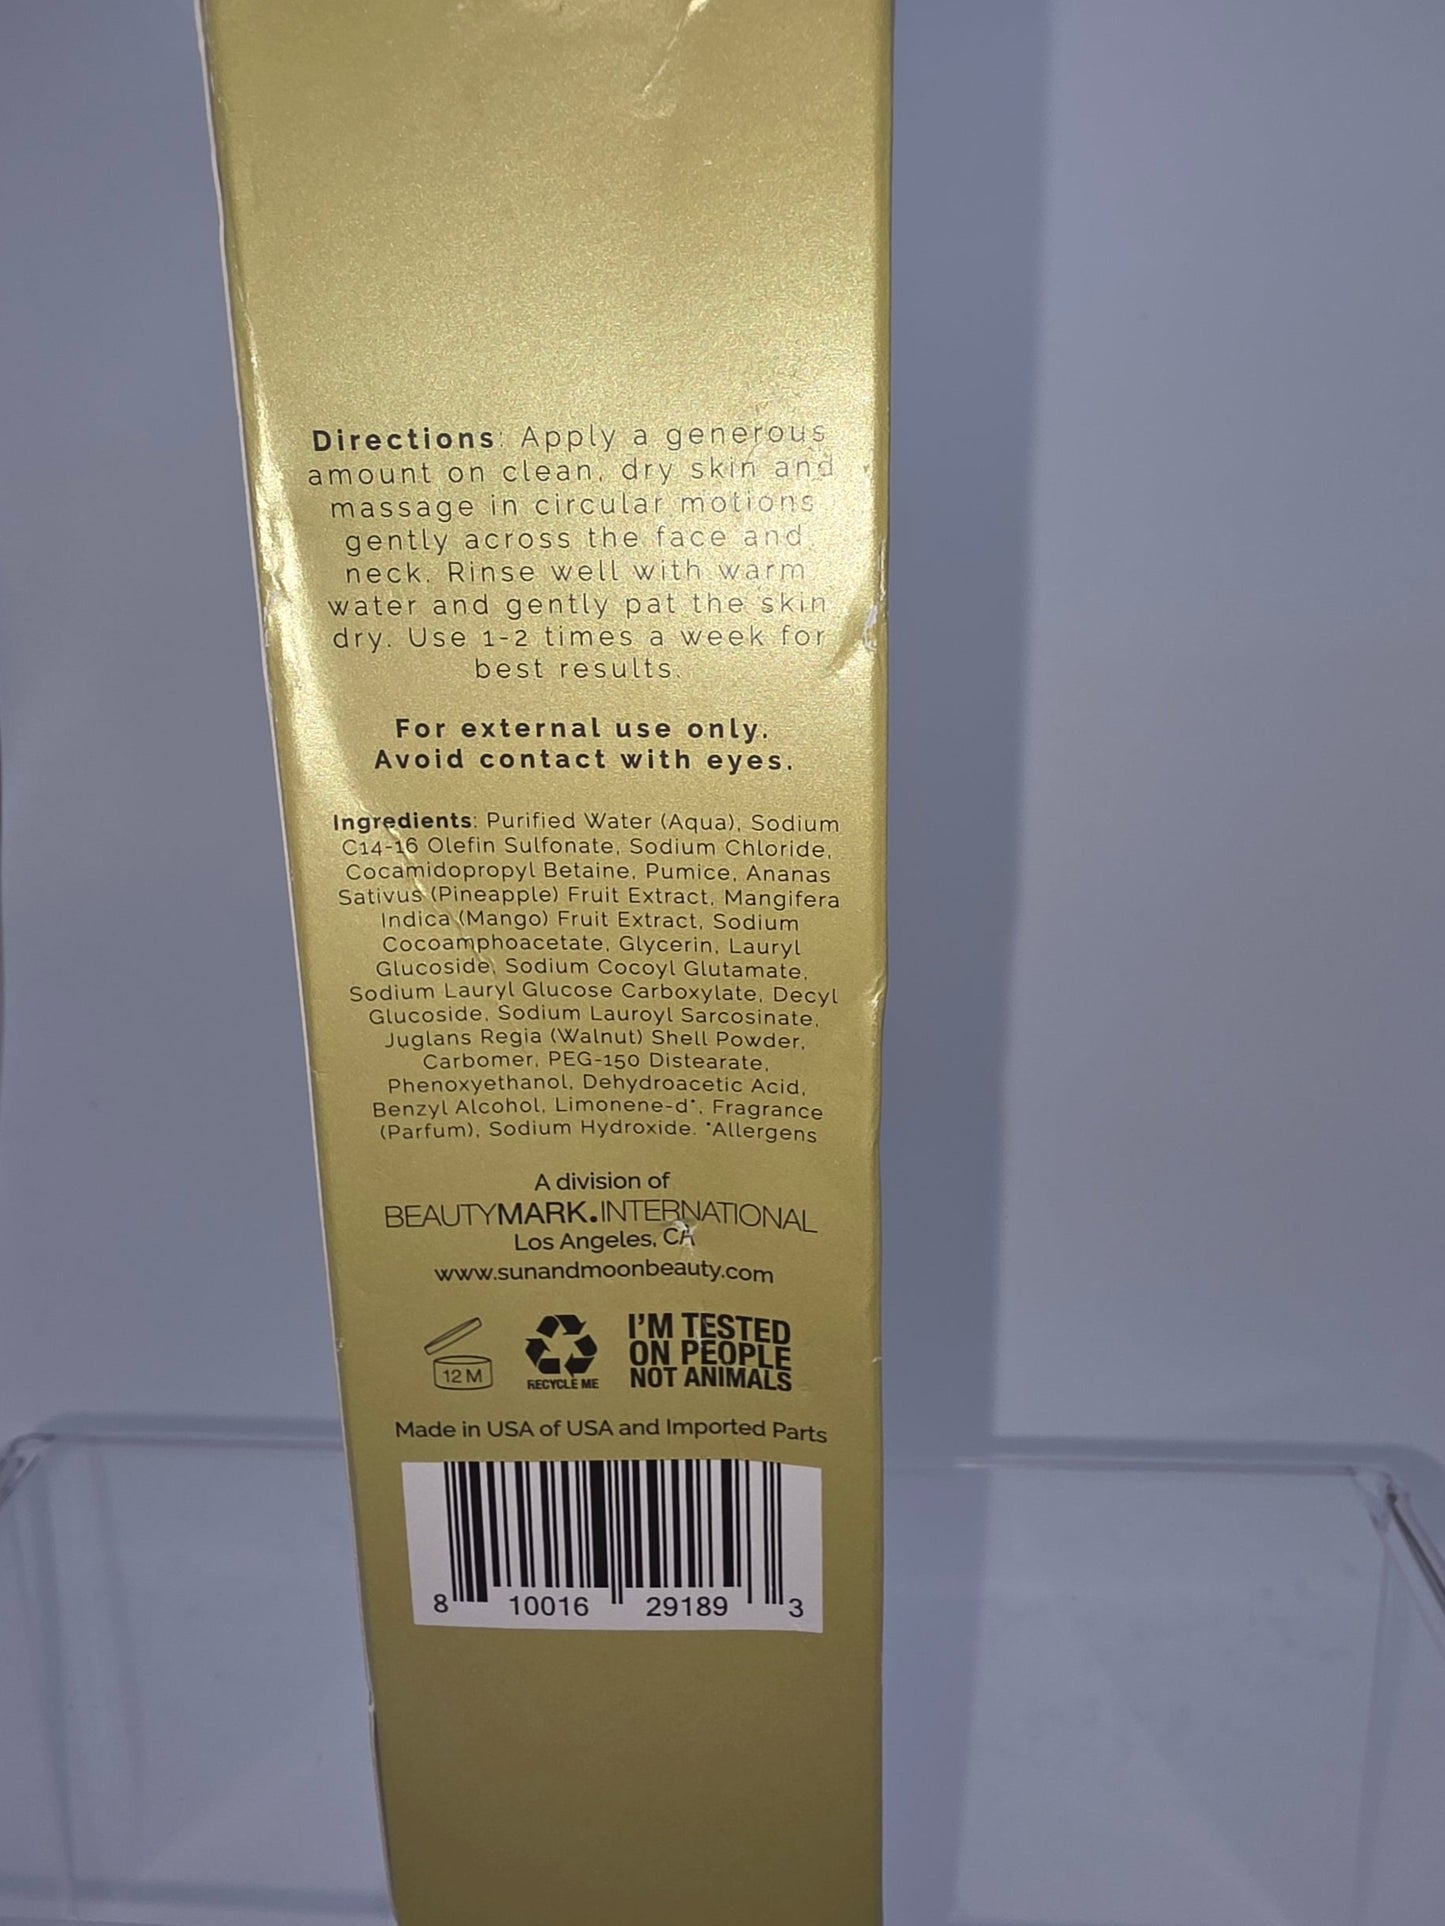 Directions: Apply a generous
amount on clean, dry skin and
massage in circular motions
gently across the face and
neck. Rinse well with warm
water and gently pat the skin
dry. Use 1-2 times a week for
best results.
For external use only.
Avoid contact with eyes.
Ingredients: Purified Water (Aqua), Sodium
C14-16 Olefin Sulfonate, Sodium Chloride,
Cocamidopropyl Betaine, Pumice, Ananas
Sativus (Pineapple) Fruit Extract, Mangifera
Indica (Mango) Fruit Extract, Sodium
Cocoamphoacetate, Glycerin, Lauryl
Glucoside, Sodium Cocoyl Glutamate,
Sodium Lauryl Glucose Carboxylate, Decyl
Glucoside, Sodium Lauroyl Sarcosinate,
Juglans Regia (Walnut) Shell Powder,
Carbomer, PEG-150 Distearate,
Phenoxyethanol, Dehydroacetic Acid,
Benzyl Alcohol, Limonene-d*, Fragrance
(Parfum), Sodium Hydroxide. *Allergens
A division of
BEAUTYMARK.INTERNATIONAL
Los Angeles, CA
www.sunandmoonbeauty.com
12 M
RECYCLE ME
I'M TESTED
ON PEOPLE
NOT ANIMALS
Made in USA of USA and Imported Parts
8 10016 29189 3